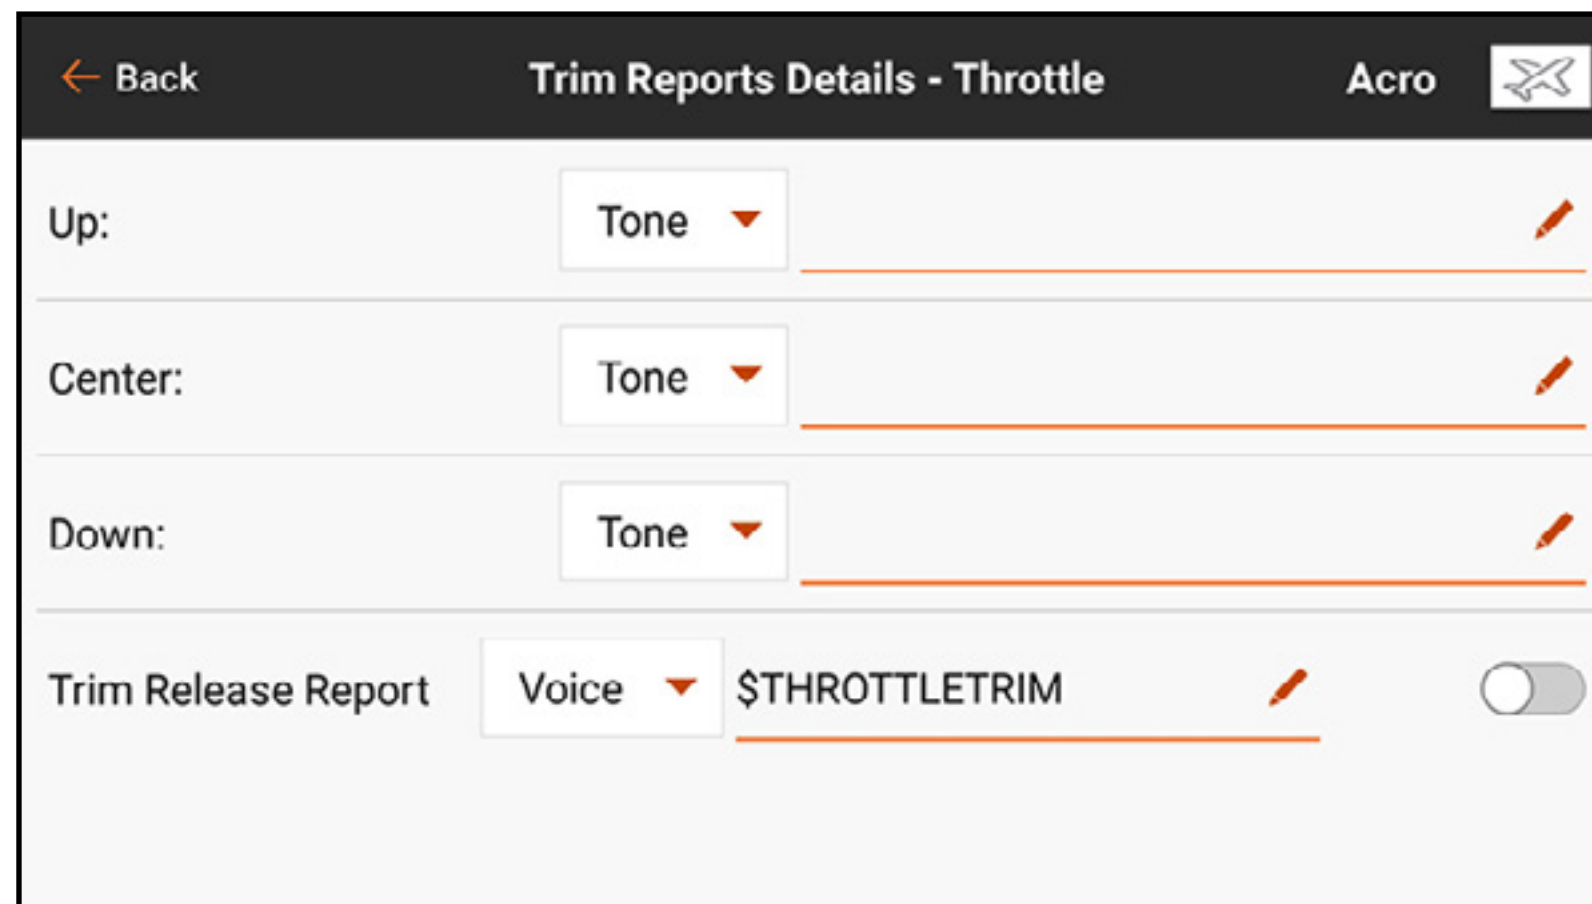 Back Trim Reports Details - Throttle Acro
Up: Tone
Center: Tone
Down: Tone
Trim Release Report Voice $THROTTLETRIM